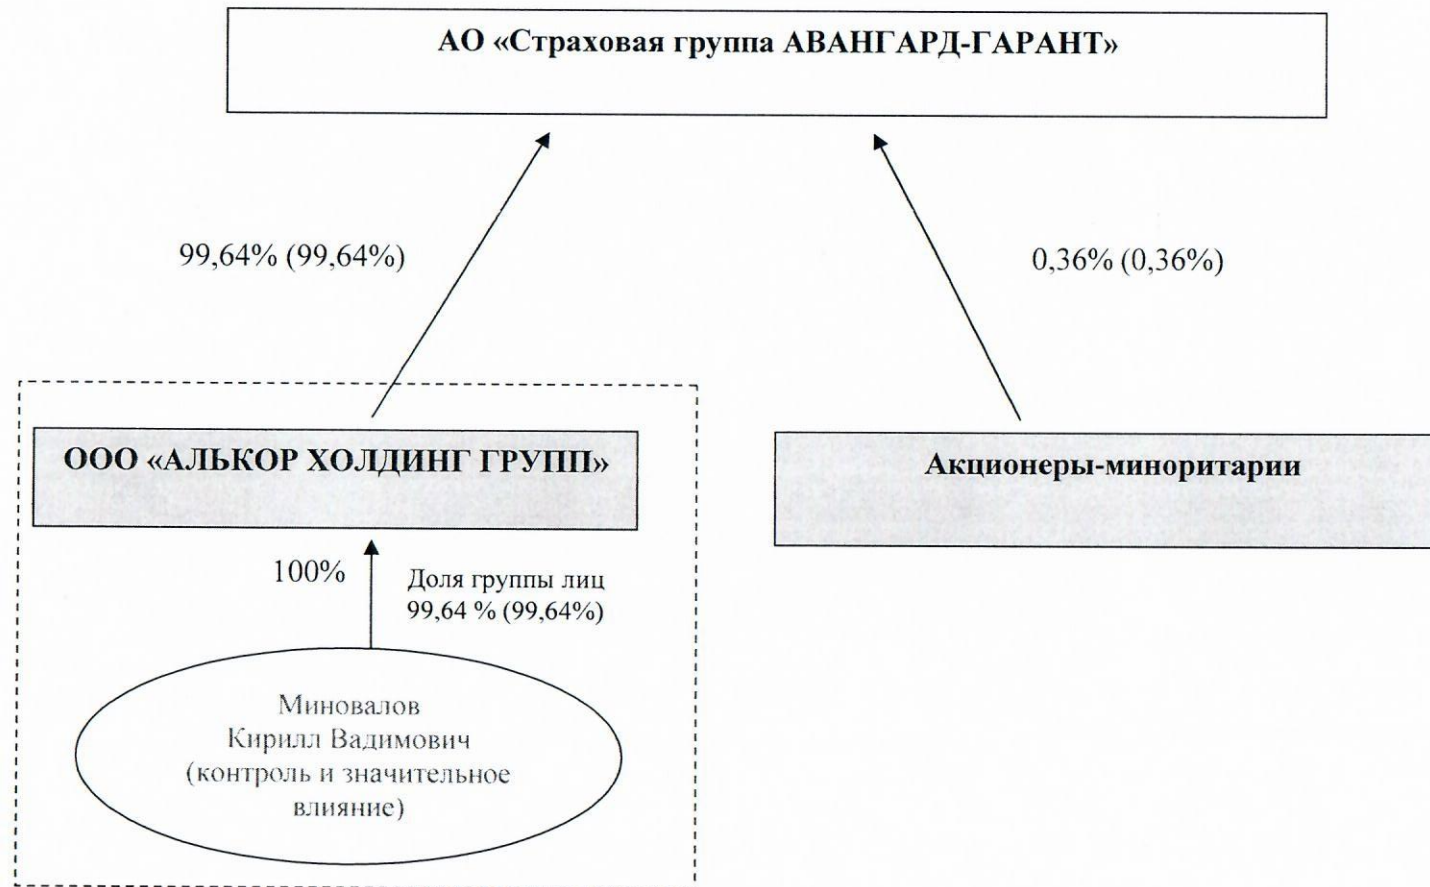 АО «Страховая группа АВАНГАРД-ГАРАНТ»
99,64% (99,64%)
0,36% (0,36%)
ООО «АЛЬКОР ХОЛДИНГ ГРУПП»
Акционеры-миноритарии
100%
Доля группы лиц
99,64 % (99,64%)
Миновалов
Кирилл Вадимович
(контроль и значительное
влияние)